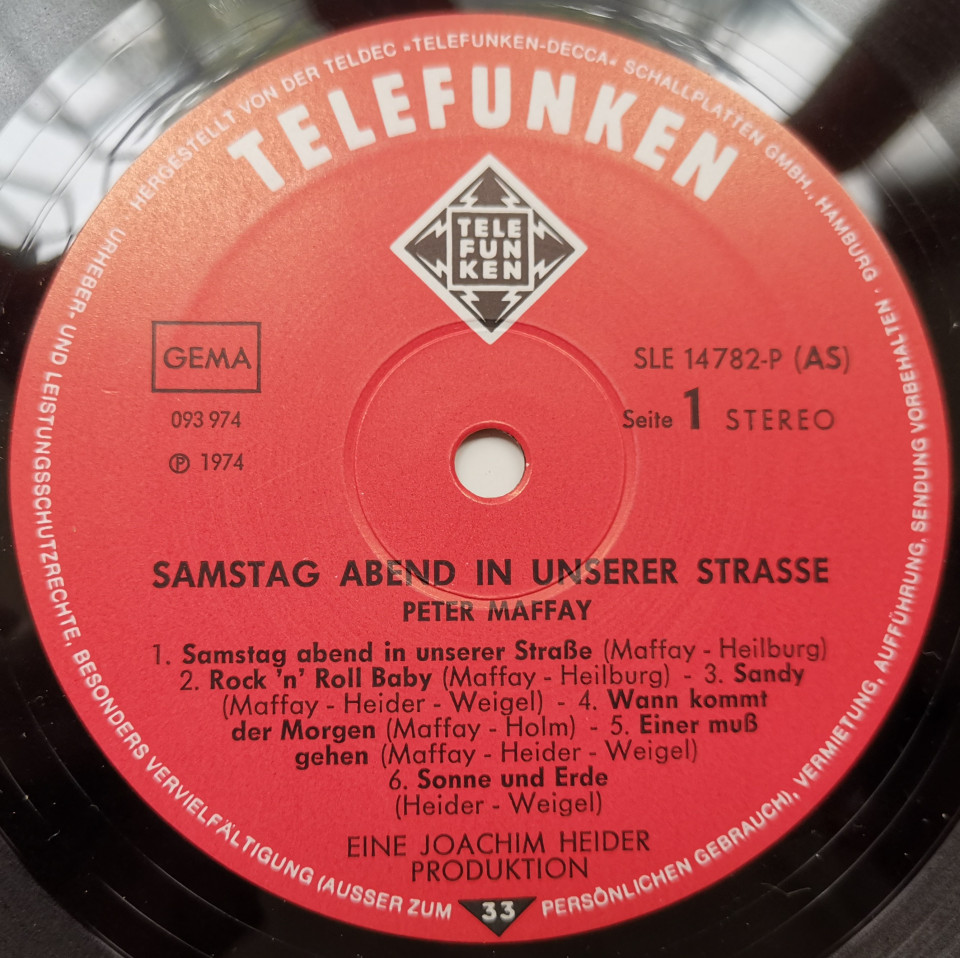 HERGESTELLT VON DER TELDEC »TELEFUNKEN-DECCA« SCHALLPLATTEN GMBH., HAMBURG ·
TELEFUNKEN
TELE
FUN
KEN
GEMA
SLE 14782-P (AS)
093 974
Seite 1 STEREO
℗ 1974
SAMSTAG ABEND IN UNSERER STRASSE
PETER MAFFAY
1. Samstag abend in unserer Straße (Maffay - Heilburg)
2. Rock 'n' Roll Baby (Maffay - Heilburg) - 3. Sandy
(Maffay - Heider - Weigel) - 4. Wann kommt
der Morgen (Maffay - Holm) - 5. Einer muß
gehen (Maffay - Heider - Weigel)
6. Sonne und Erde
(Heider - Weigel)
EINE JOACHIM HEIDER
PRODUKTION
URHEBER- UND LEISTUNGSSCHUTZRECHTE, BESONDERS VERVIELFÄLTIGUNG (AUSSER ZUM PERSÖNLICHEN GEBRAUCH), VERMIETUNG, AUFFÜHRUNG, SENDUNG VORBEHALTEN
33